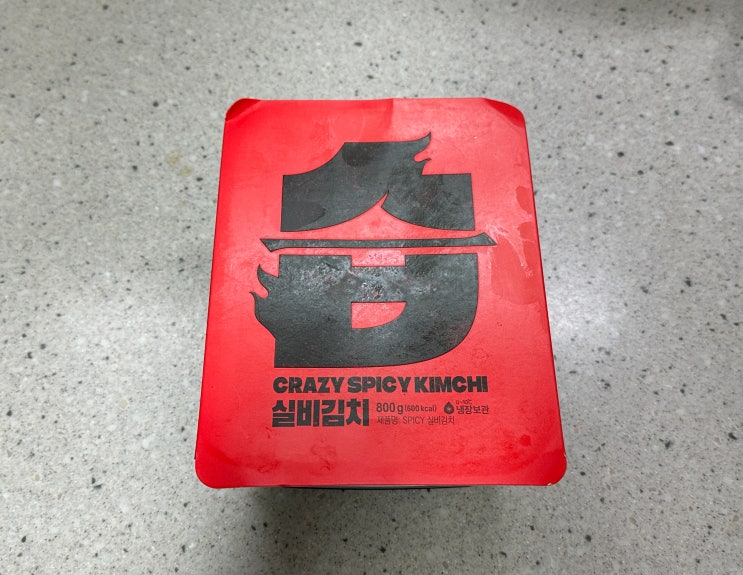 습
CRAZY SPICY KIMCHI
실비김치 800g(600kcal) 냉장보관
제품명: SPICY 실비김치